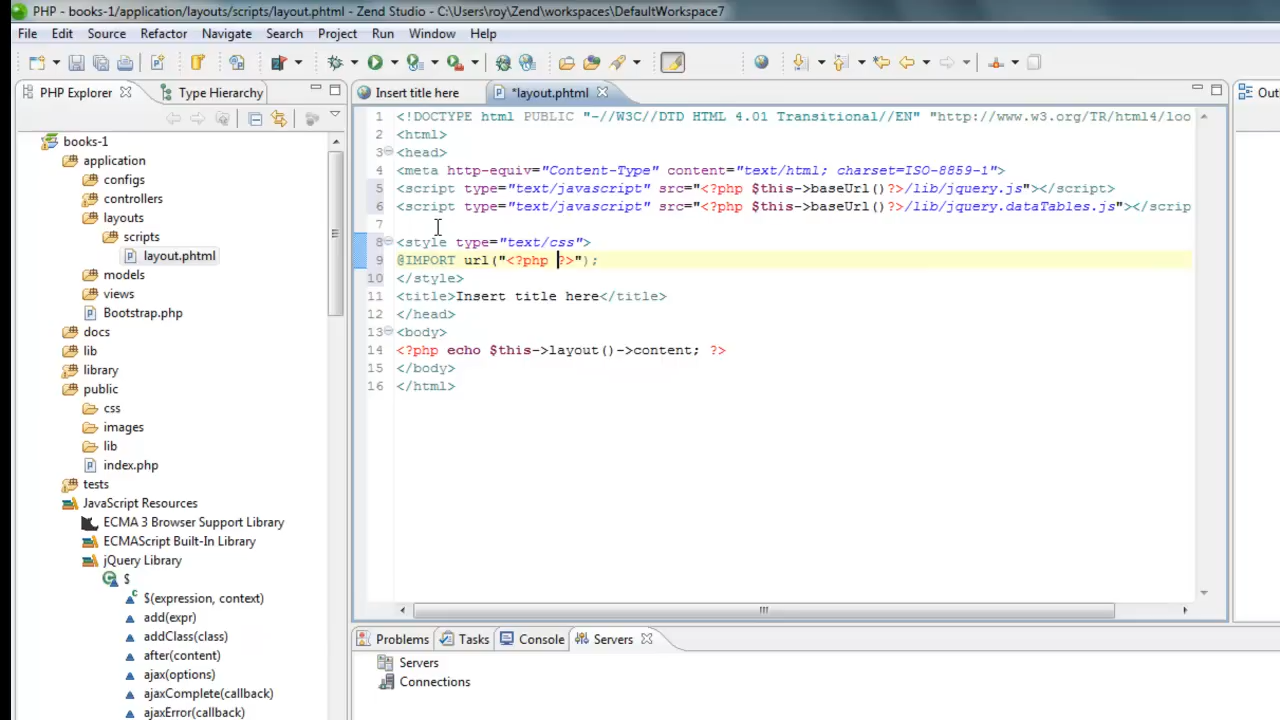 PHP - books-1/application/layouts/scripts/layout.phtml - Zend Studio - C:\Users\roy\Zend\workspaces\DefaultWorkspace7
File Edit Source Refactor Navigate Search Project Run Window Help
PHP Explorer Type Hierarchy
Insert title here *layout.phtml
books-1
application
configs
controllers
layouts
scripts
layout.phtml
models
views
Bootstrap.php
docs
lib
library
public
css
images
lib
index.php
tests
JavaScript Resources
ECMA 3 Browser Support Library
ECMAScript Built-In Library
jQuery Library
$
$(expression, context)
add(expr)
addClass(class)
after(content)
ajax(options)
ajaxComplete(callback)
ajaxError(callback)
1 <!DOCTYPE html PUBLIC "-//W3C//DTD HTML 4.01 Transitional//EN" "http://www.w3.org/TR/html4/loo
2 <html>
3 <head>
4 <meta http-equiv="Content-Type" content="text/html; charset=ISO-8859-1">
5 <script type="text/javascript" src="<?php $this->baseUrl()?>/lib/jquery.js"></script>
6 <script type="text/javascript" src="<?php $this->baseUrl()?>/lib/jquery.dataTables.js"></scrip
7
8 <style type="text/css">
9 @IMPORT url("<?php ?>");
10 </style>
11 <title>Insert title here</title>
12 </head>
13 <body>
14 <?php echo $this->layout()->content; ?>
15 </body>
16 </html>
Out
Problems Tasks Console Servers
Servers
Connections